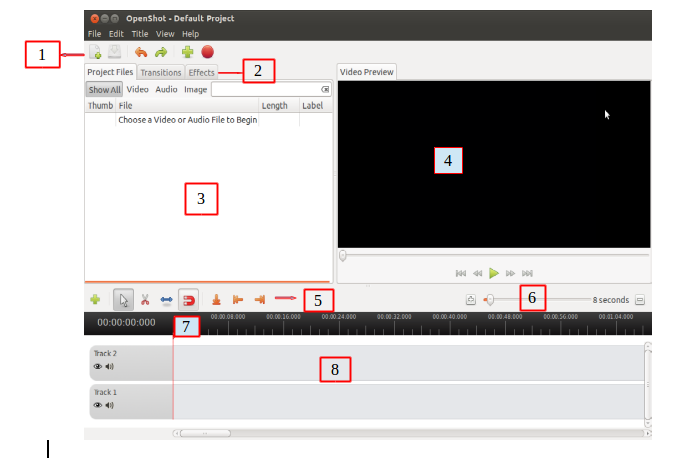 OpenShot - Default Project
File Edit Title View Help
1
Project Files Transitions Effects
2
Video Preview
Show All Video Audio Image
Thumb File Length Label
Choose a Video or Audio File to Begin
3
4
5
6
8 seconds
00:00:00:000
7
00:00:08:000 00:00:16:000 00:00:24:000 00:00:32:000 00:00:40:000 00:00:48:000 00:00:56:000 00:01:04:000
Track 2
8
Track 1